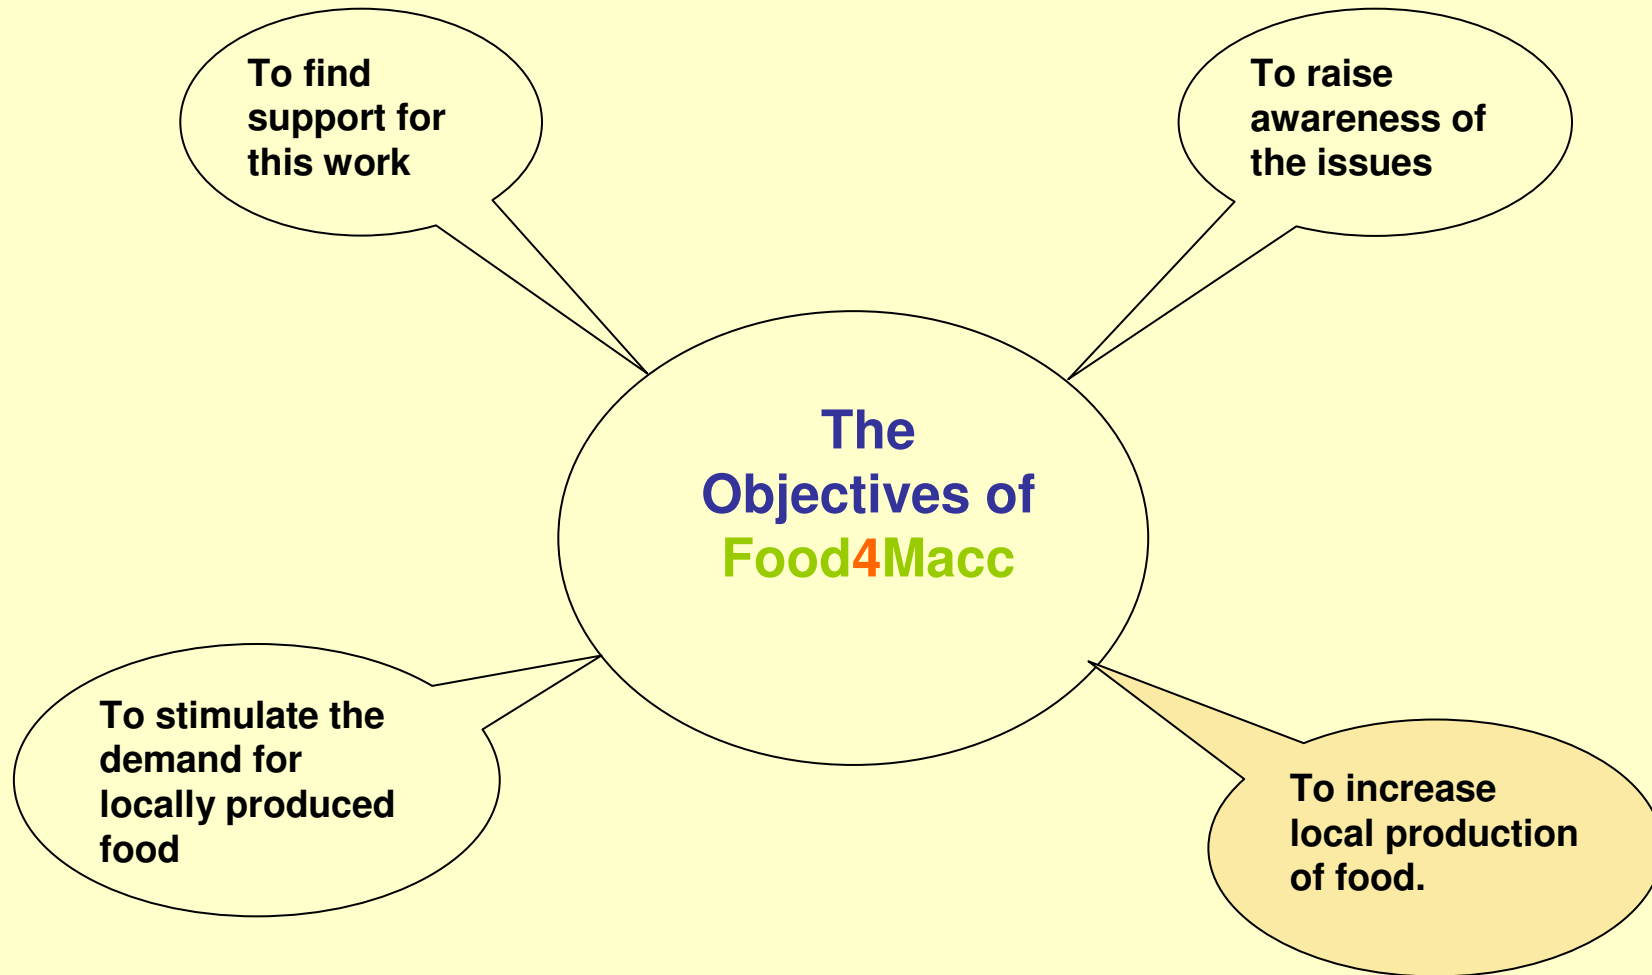 To find
support for
this work
To raise
awareness of
the issues
The
Objectives of
Food4Macc
To stimulate the
demand for
locally produced
food
To increase
local production
of food.